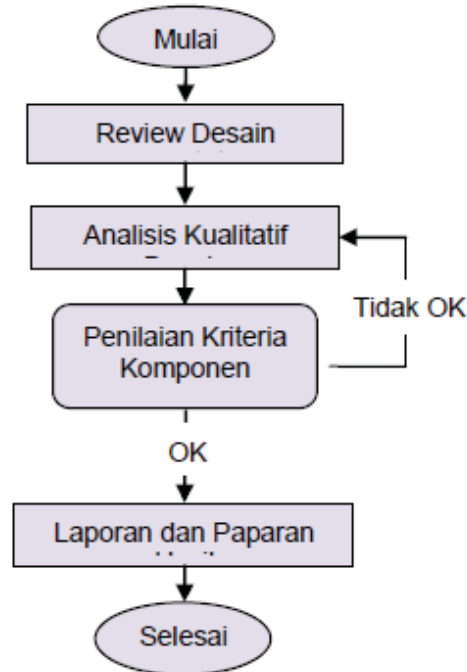 Mulai
Review Desain
Analisis Kualitatif
Penilaian Kriteria
Komponen
Tidak OK
OK
Laporan dan Paparan
Selesai